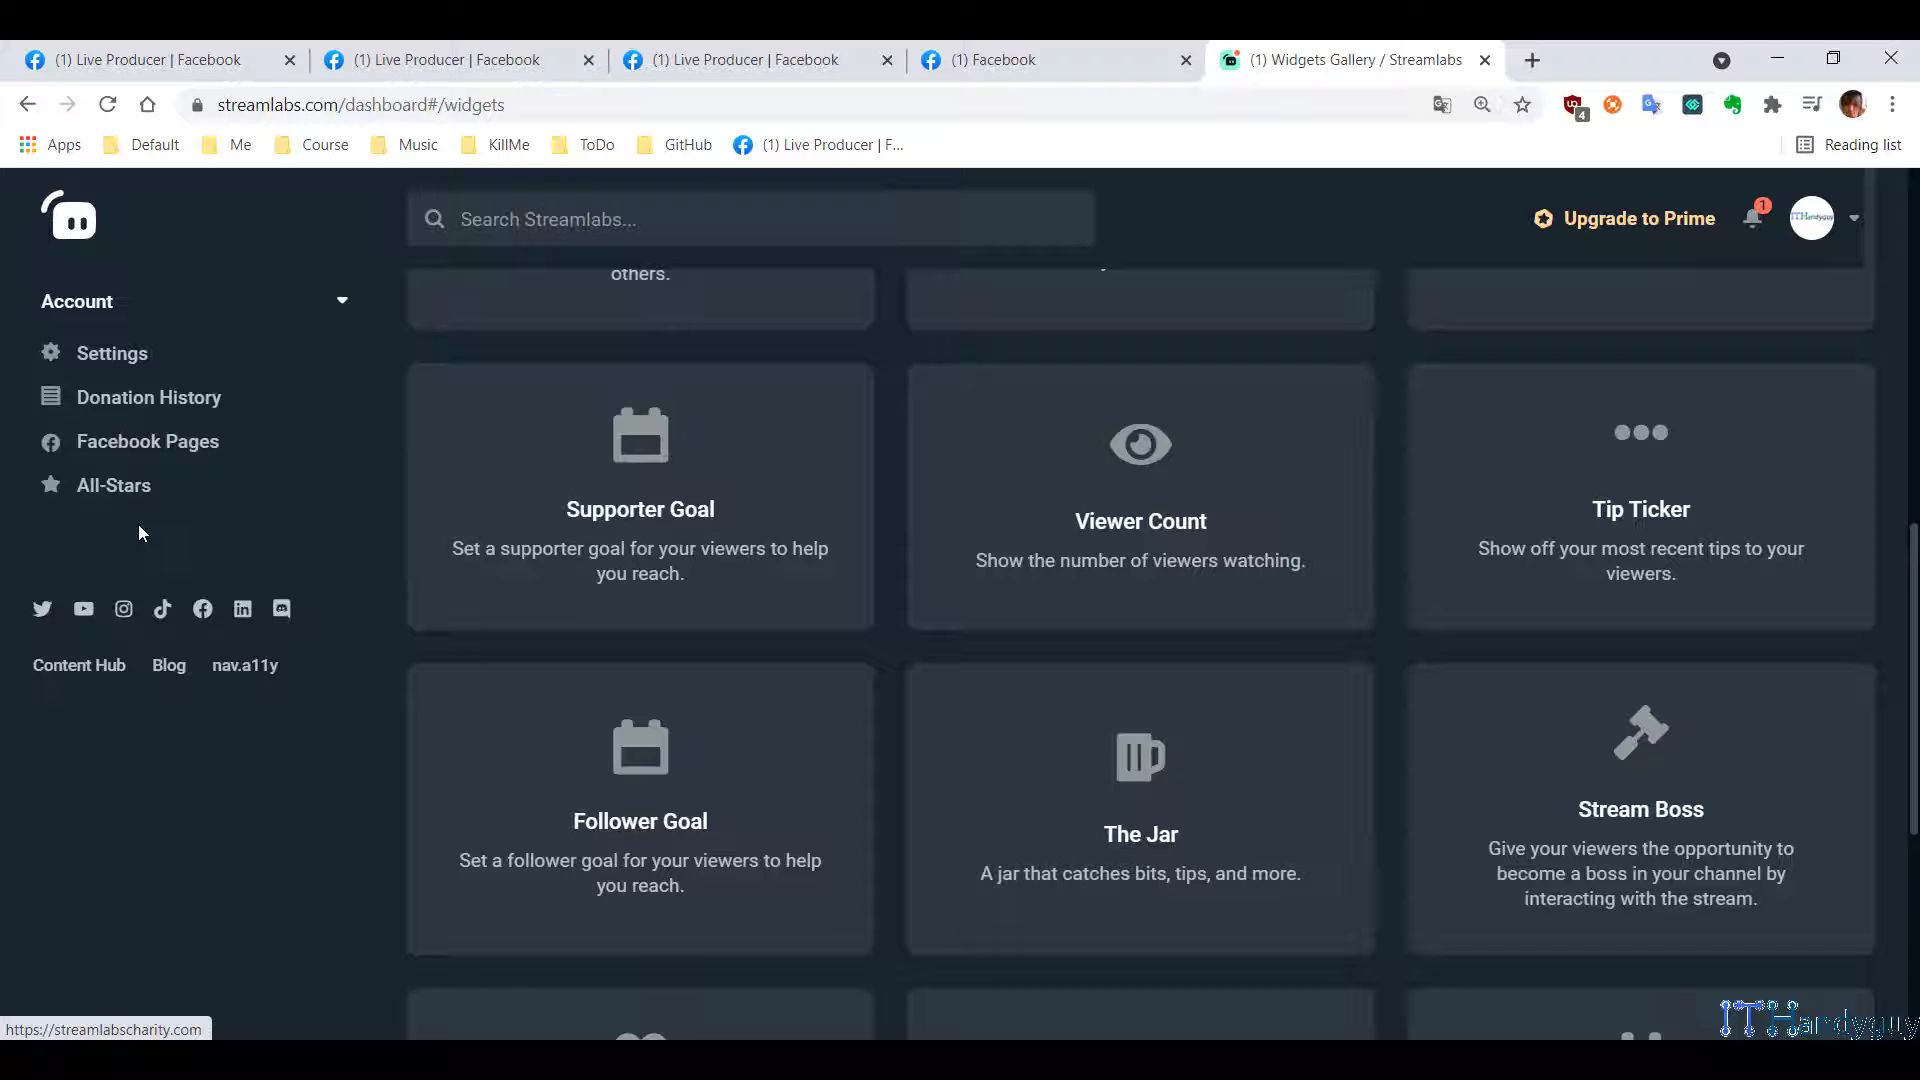 (1) Live Producer | Facebook
(1) Live Producer | Facebook
(1) Live Producer | Facebook
(1) Facebook
(1) Widgets Gallery / Streamlabs
streamlabs.com/dashboard#/widgets
4
Apps
Default
Me
Course
Music
KillMe
ToDo
GitHub
(1) Live Producer | F...
Reading list
Search Streamlabs...
Upgrade to Prime
1
ITHandyguy
Account
Settings
Donation History
Facebook Pages
All-Stars
Content Hub
Blog
nav.a11y
others.
Supporter Goal
Set a supporter goal for your viewers to help
you reach.
Viewer Count
Show the number of viewers watching.
Tip Ticker
Show off your most recent tips to your
viewers.
Follower Goal
Set a follower goal for your viewers to help
you reach.
The Jar
A jar that catches bits, tips, and more.
Stream Boss
Give your viewers the opportunity to
become a boss in your channel by
interacting with the stream.
https://streamlabscharity.com
ITHandyguy